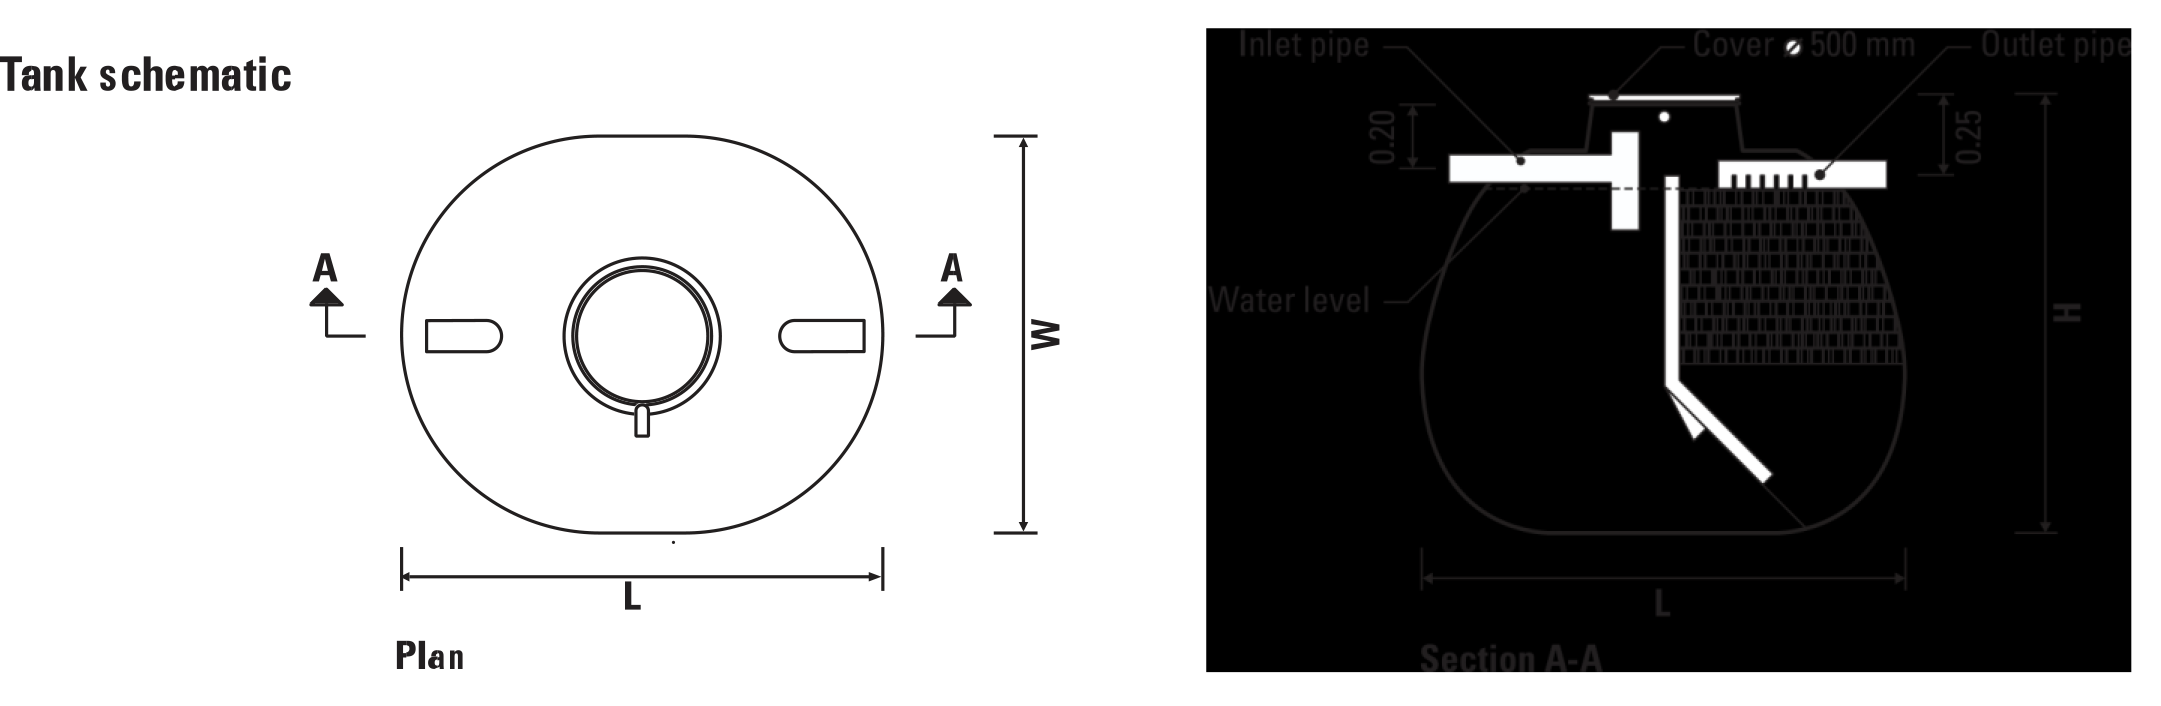 Tank schematic
A
A
W
L
Plan
Inlet pipe
Cover ⌀ 500 mm
Outlet pipe
0.20
0.25
Water level
H
L
Section A-A